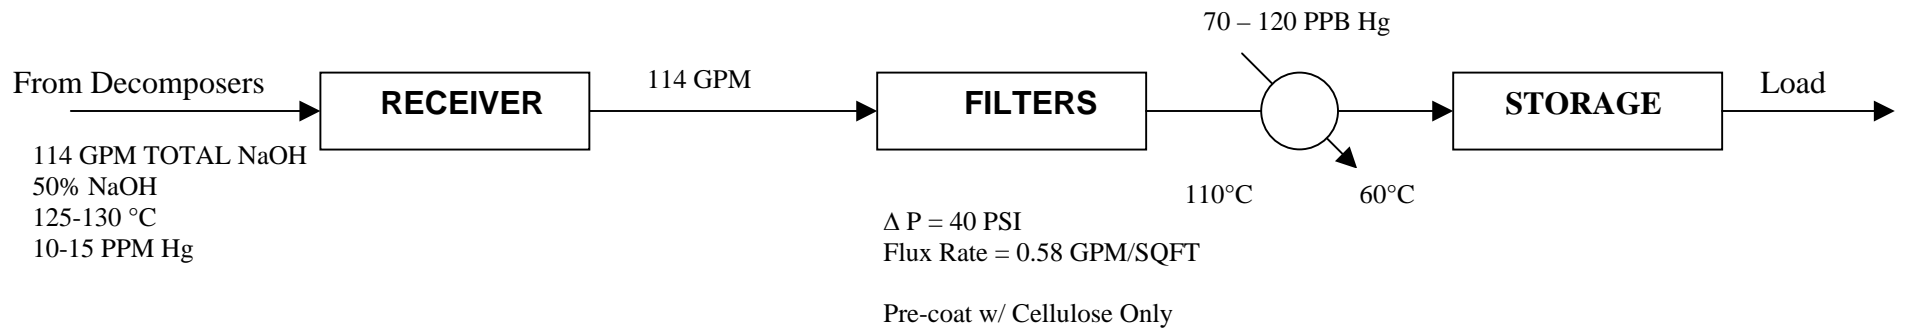 70 – 120 PPB Hg
From Decomposers
RECEIVER
114 GPM
FILTERS
STORAGE
Load
114 GPM TOTAL NaOH
50% NaOH
125-130 °C
10-15 PPM Hg
110°C
60°C
Δ P = 40 PSI
Flux Rate = 0.58 GPM/SQFT
Pre-coat w/ Cellulose Only